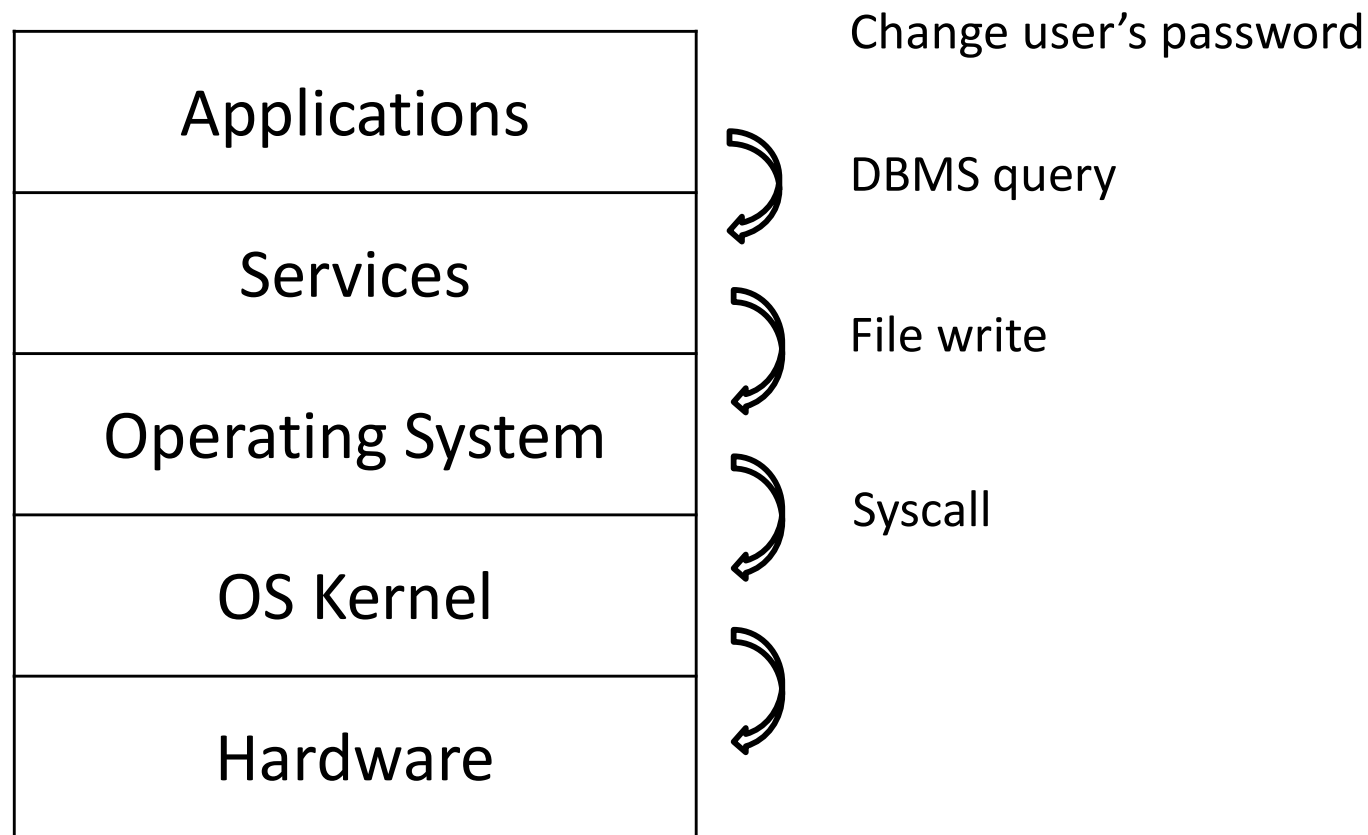 Change user’s password
Applications
DBMS query
Services
File write
Operating System
Syscall
OS Kernel
Hardware